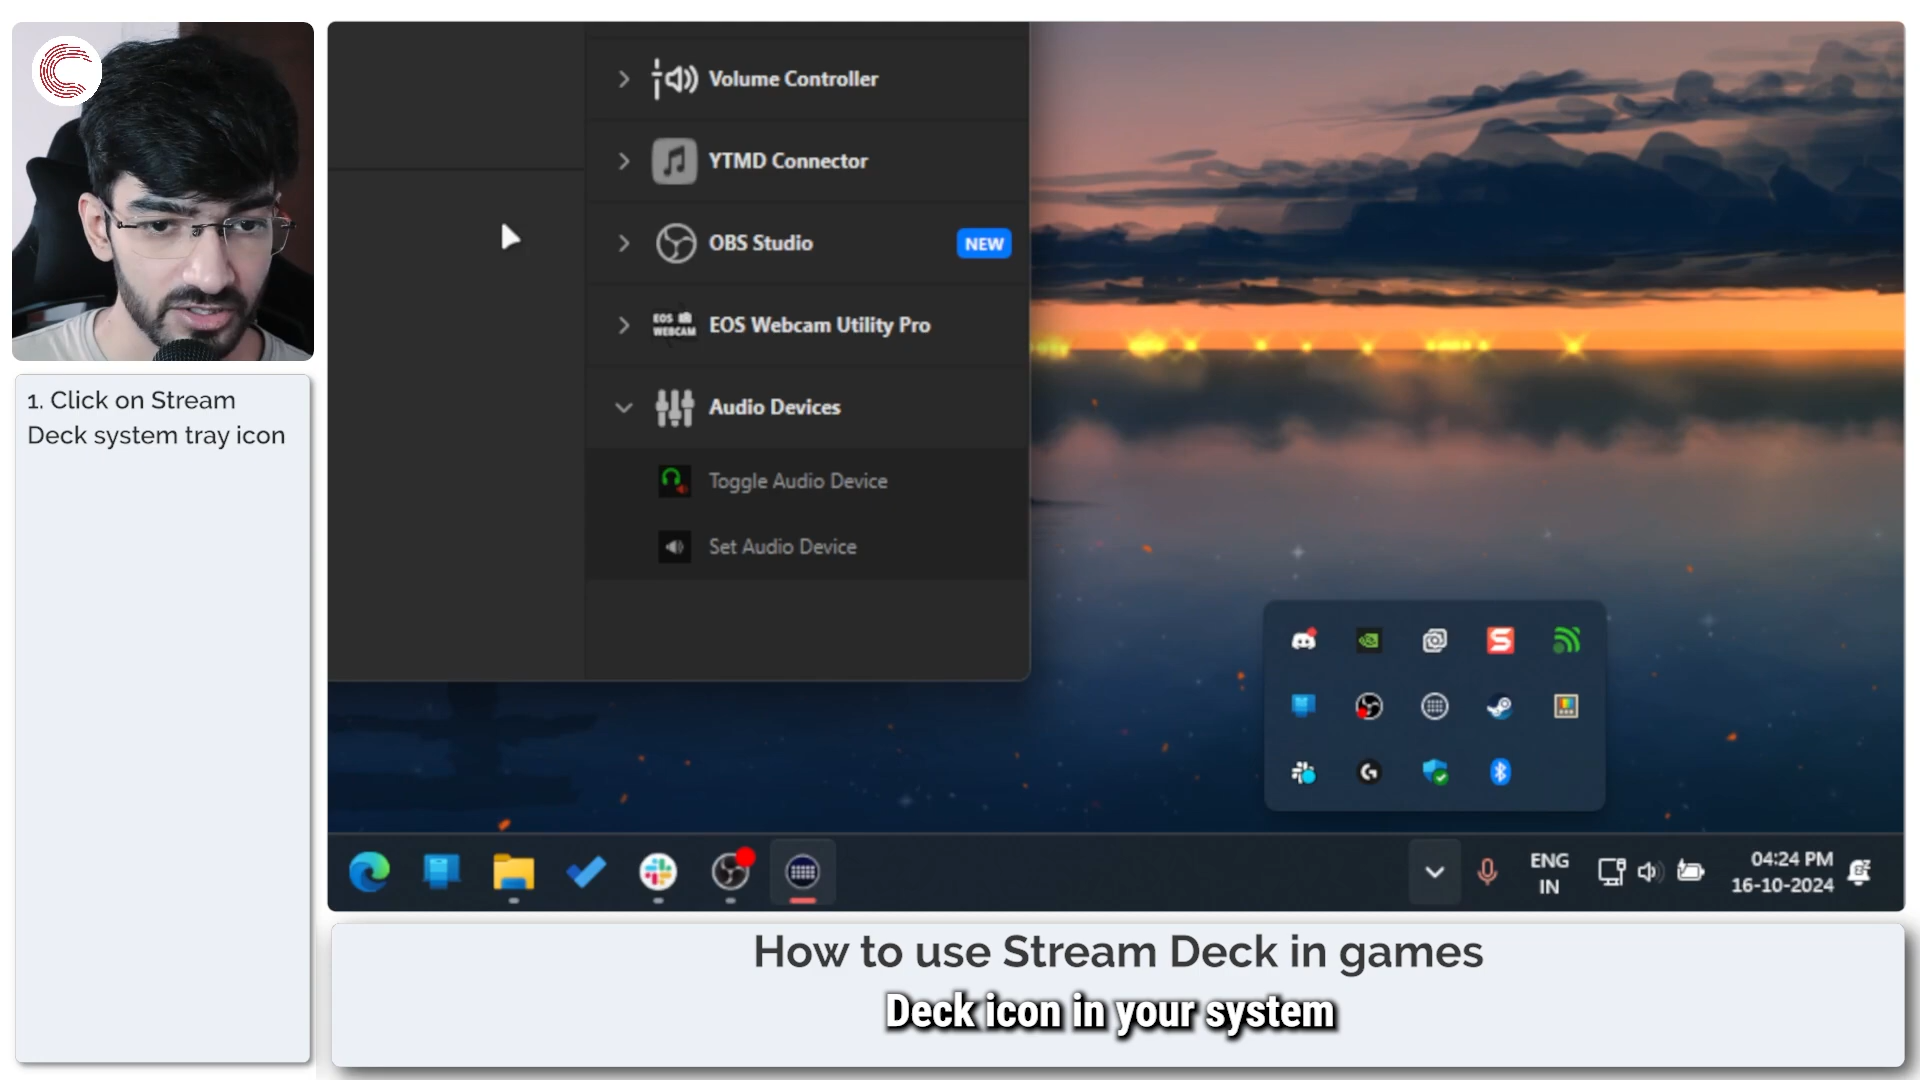 1. Click on Stream
Deck system tray icon
Volume Controller
YTMD Connector
OBS Studio
NEW
EOS
WEBCAM
EOS Webcam Utility Pro
Audio Devices
Toggle Audio Device
Set Audio Device
ENG
IN
04:24 PM
16-10-2024
How to use Stream Deck in games
Deck icon in your system